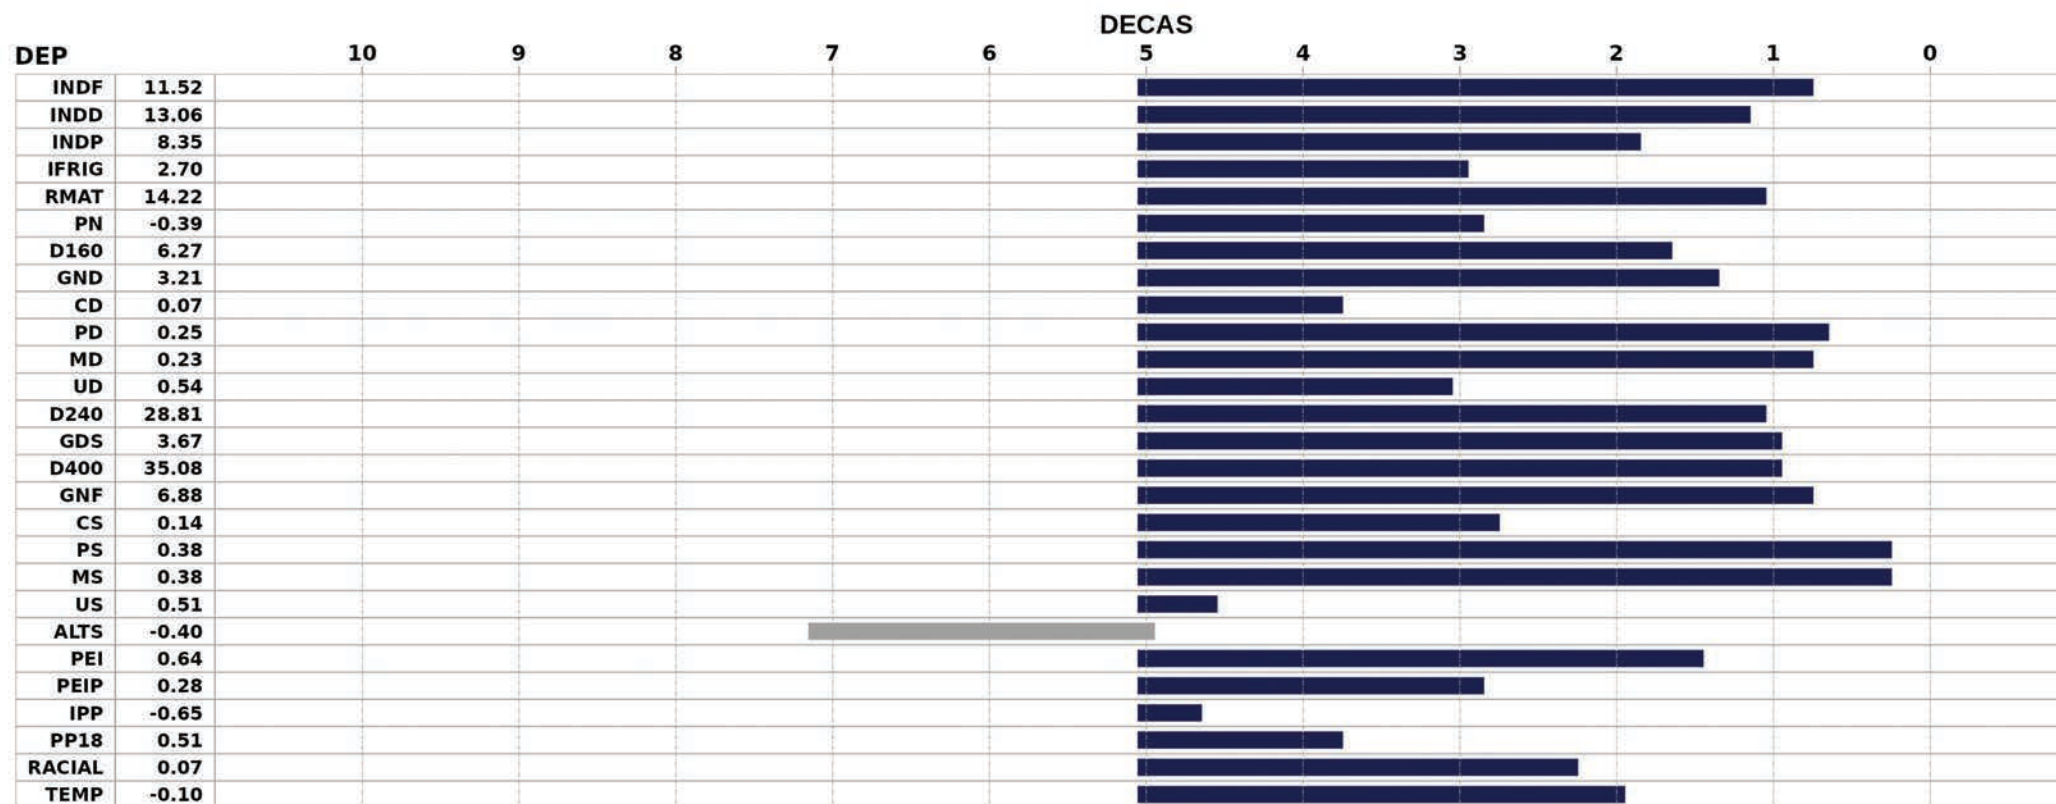 DECAS
DEP 10 9 8 7 6 5 4 3 2 1 0
INDF 11.52
INDD 13.06
INDP 8.35
IFRIG 2.70
RMAT 14.22
PN -0.39
D160 6.27
GND 3.21
CD 0.07
PD 0.25
MD 0.23
UD 0.54
D240 28.81
GDS 3.67
D400 35.08
GNF 6.88
CS 0.14
PS 0.38
MS 0.38
US 0.51
ALTS -0.40
PEI 0.64
PEIP 0.28
IPP -0.65
PP18 0.51
RACIAL 0.07
TEMP -0.10